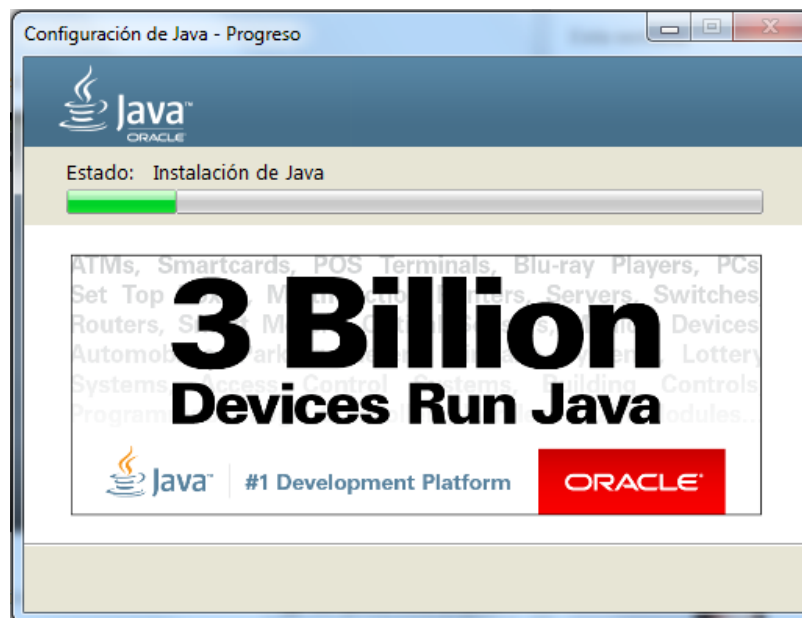 Configuración de Java - Progreso
Java™
ORACLE
Estado: Instalación de Java
ATMs, Smartcards, POS Terminals, Blu-ray Players, PCs
Set Top Servers, Switches
Routers, Devices
Lottery
Systems, Access Control Systems, Building Controls
3 Billion
Devices Run Java
Java™ #1 Development Platform ORACLE